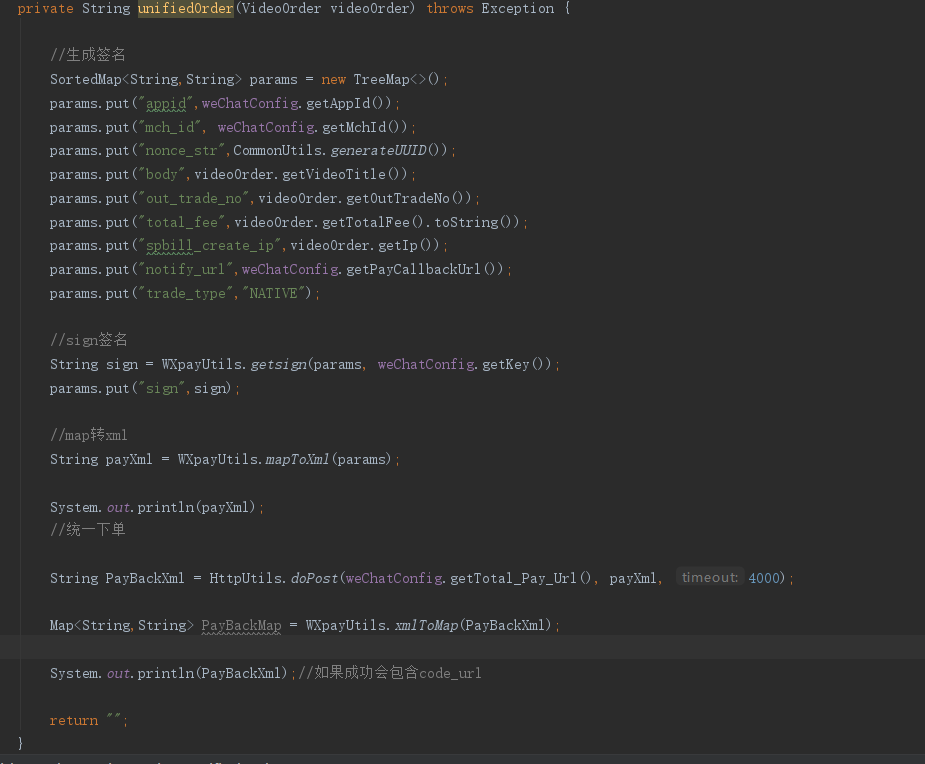 private String unifiedOrder(VideoOrder videoOrder) throws Exception {
//生成签名
SortedMap<String,String> params = new TreeMap<>();
params.put("appid",weChatConfig.getAppId());
params.put("mch_id", weChatConfig.getMchId());
params.put("nonce_str",CommonUtils.generateUUID());
params.put("body",videoOrder.getVideoTitle());
params.put("out_trade_no",videoOrder.getOutTradeNo());
params.put("total_fee",videoOrder.getTotalFee().toString());
params.put("spbill_create_ip",videoOrder.getIp());
params.put("notify_url",weChatConfig.getPayCallbackUrl());
params.put("trade_type","NATIVE");
//sign签名
String sign = WXpayUtils.getsign(params, weChatConfig.getKey());
params.put("sign",sign);
//map转xml
String payXml = WXpayUtils.mapToXml(params);
System.out.println(payXml);
//统一下单
String PayBackXml = HttpUtils.doPost(weChatConfig.getTotal_Pay_Url(), payXml, timeout: 4000);
Map<String,String> PayBackMap = WXpayUtils.xmlToMap(PayBackXml);
System.out.println(PayBackXml);//如果成功会包含code_url
return "";
}